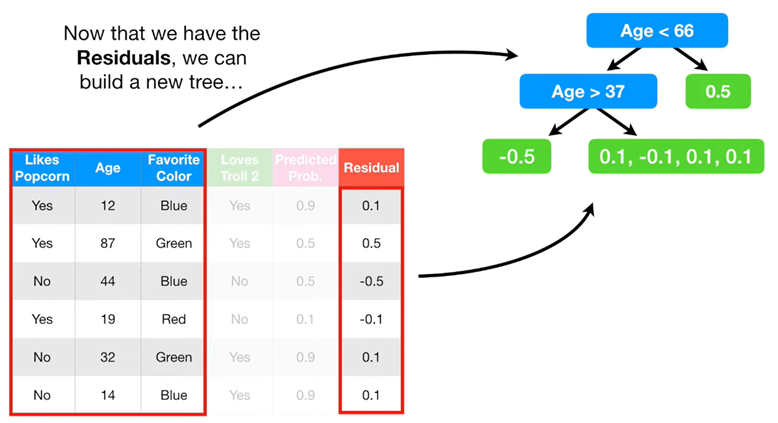 Now that we have the
Residuals, we can
build a new tree...
Age < 66
Age > 37
0.5
-0.5
0.1, -0.1, 0.1, 0.1
Likes Popcorn Age Favorite Color Loves Troll 2 Predicted Prob. Residual
Yes 12 Blue Yes 0.9 0.1
Yes 87 Green Yes 0.5 0.5
No 44 Blue No 0.5 -0.5
Yes 19 Red No 0.1 -0.1
No 32 Green Yes 0.9 0.1
No 14 Blue Yes 0.9 0.1